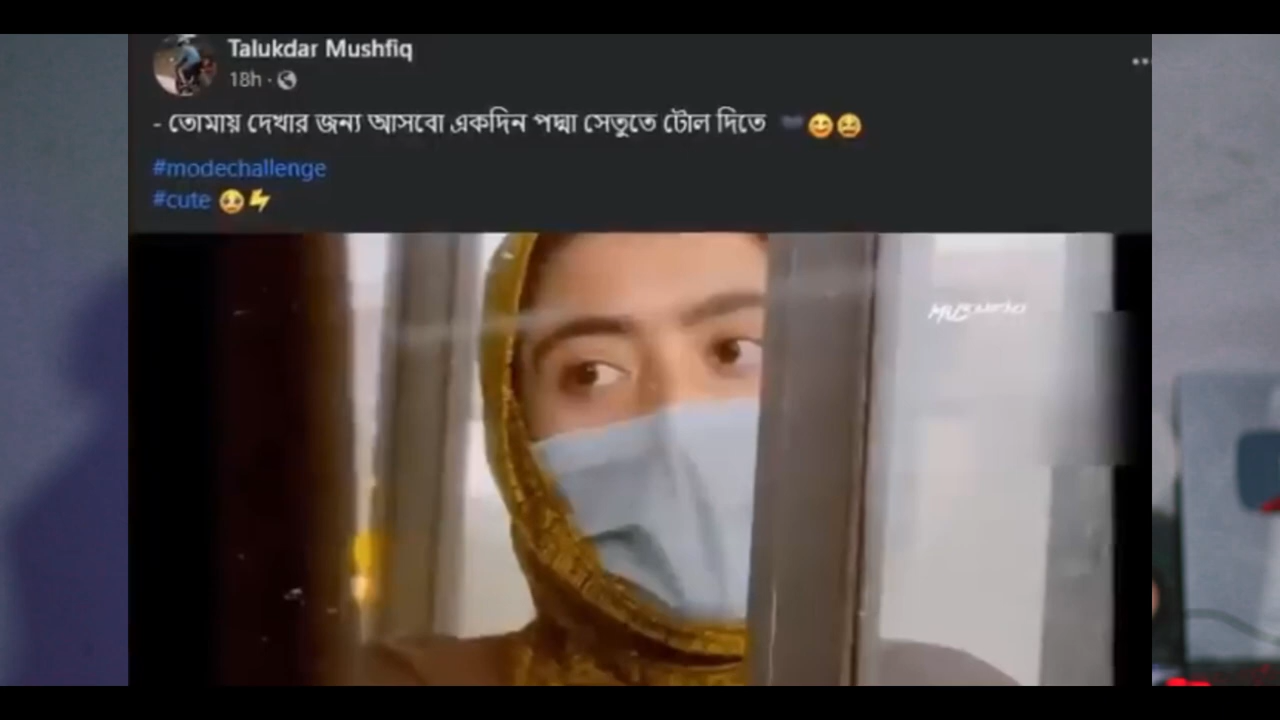 Talukdar Mushfiq
18h ·
- তোমায় দেখার জন্য আসবো একদিন পদ্মা সেতুতে টোল দিতে 🖤😊😫
#modechallenge
#cute 🥺⚡